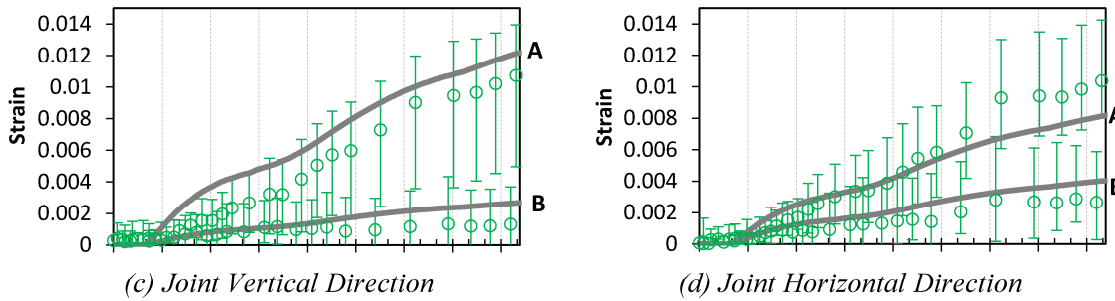 0.014
0.012
0.01
0.008
0.006
0.004
0.002
0
Strain
A
B
(c) Joint Vertical Direction
0.014
0.012
0.01
0.008
0.006
0.004
0.002
0
Strain
A
B
(d) Joint Horizontal Direction